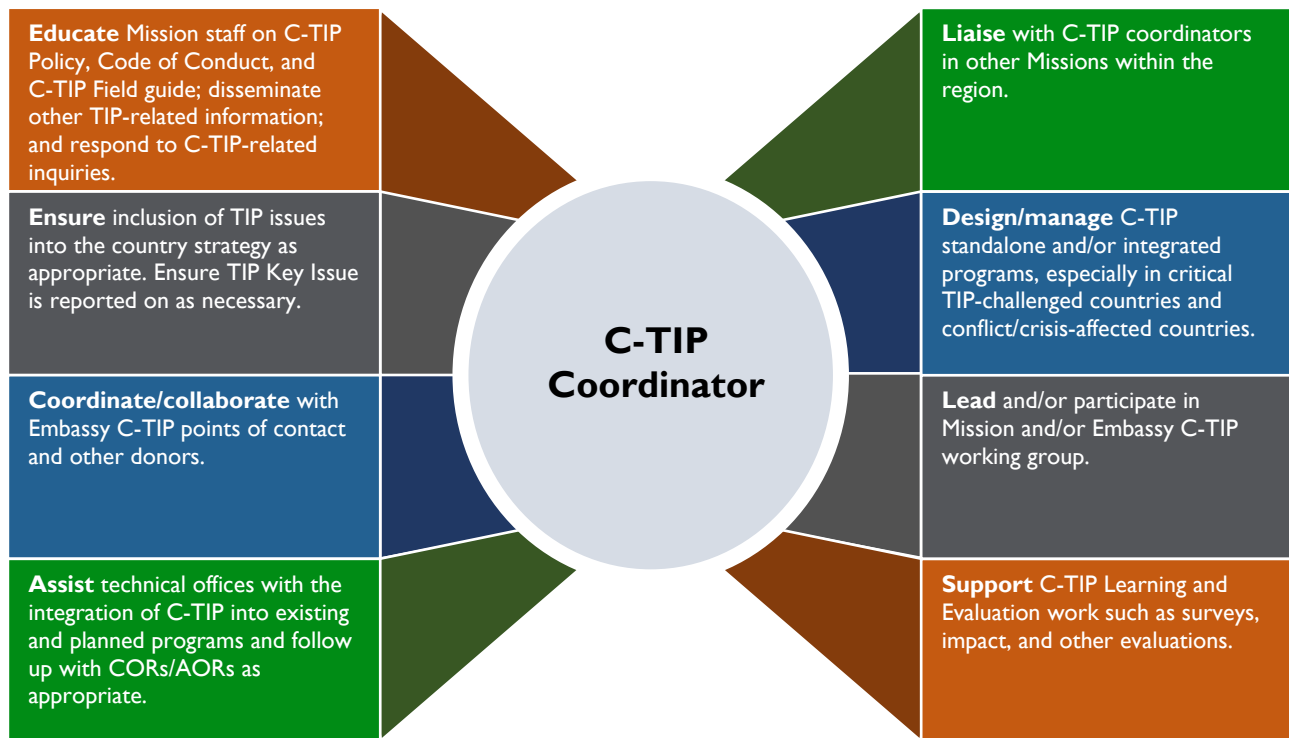 Educate Mission staff on C-TIP
Policy, Code of Conduct, and
C-TIP Field guide; disseminate
other TIP-related information;
and respond to C-TIP-related
inquiries.
Ensure inclusion of TIP issues
into the country strategy as
appropriate. Ensure TIP Key Issue
is reported on as necessary.
Coordinate/collaborate with
Embassy C-TIP points of contact
and other donors.
Assist technical offices with the
integration of C-TIP into existing
and planned programs and follow
up with CORs/AORs as
appropriate.
C-TIP
Coordinator
Liaise with C-TIP coordinators
in other Missions within the
region.
Design/manage C-TIP
standalone and/or integrated
programs, especially in critical
TIP-challenged countries and
conflict/crisis-affected countries.
Lead and/or participate in
Mission and/or Embassy C-TIP
working group.
Support C-TIP Learning and
Evaluation work such as surveys,
impact, and other evaluations.